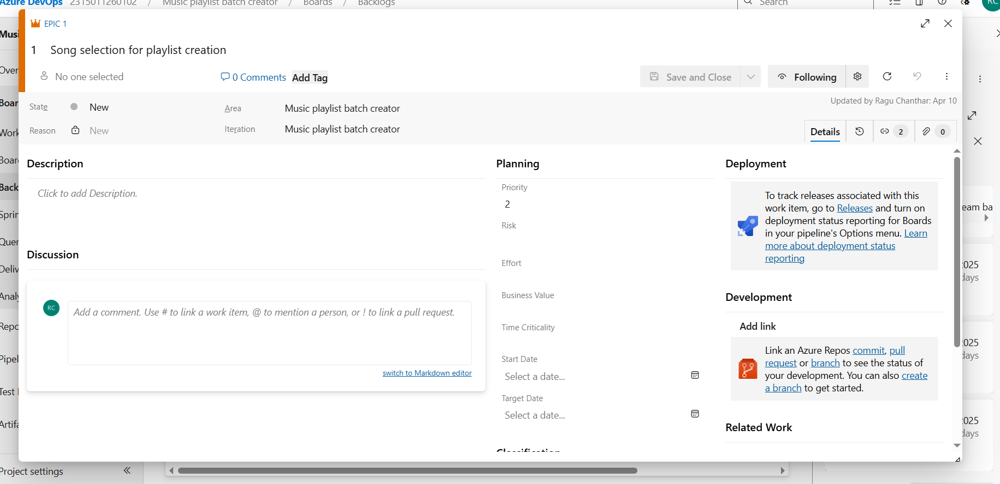 Azure DevOps 2315011260102 / Music playlist batch creator / Boards / Backlogs
Search
RC
EPIC 1
1 Song selection for playlist creation
No one selected
0 Comments
Add Tag
Save and Close
Following
State
New
Area
Music playlist batch creator
Updated by Ragu Chanthar: Apr 10
Reason
New
Iteration
Music playlist batch creator
Details
2
0
Description
Click to add Description.
Discussion
RC
Add a comment. Use # to link a work item, @ to mention a person, or ! to link a pull request.
switch to Markdown editor
Planning
Priority
2
Risk
Effort
Business Value
Time Criticality
Start Date
Select a date...
Target Date
Select a date...
Classification
Deployment
To track releases associated with this
work item, go to Releases and turn on
deployment status reporting for Boards
in your pipeline's Options menu. Learn
more about deployment status
reporting
Development
Add link
Link an Azure Repos commit, pull
request or branch to see the status of
your development. You can also create
a branch to get started.
Related Work
Musi
Over
Boar
Work
Boar
Back
Sprin
Quer
Deliv
Analy
Repo
Pipel
Test
Artifa
Project settings
eam ba
2025
days
2025
days
2025
days